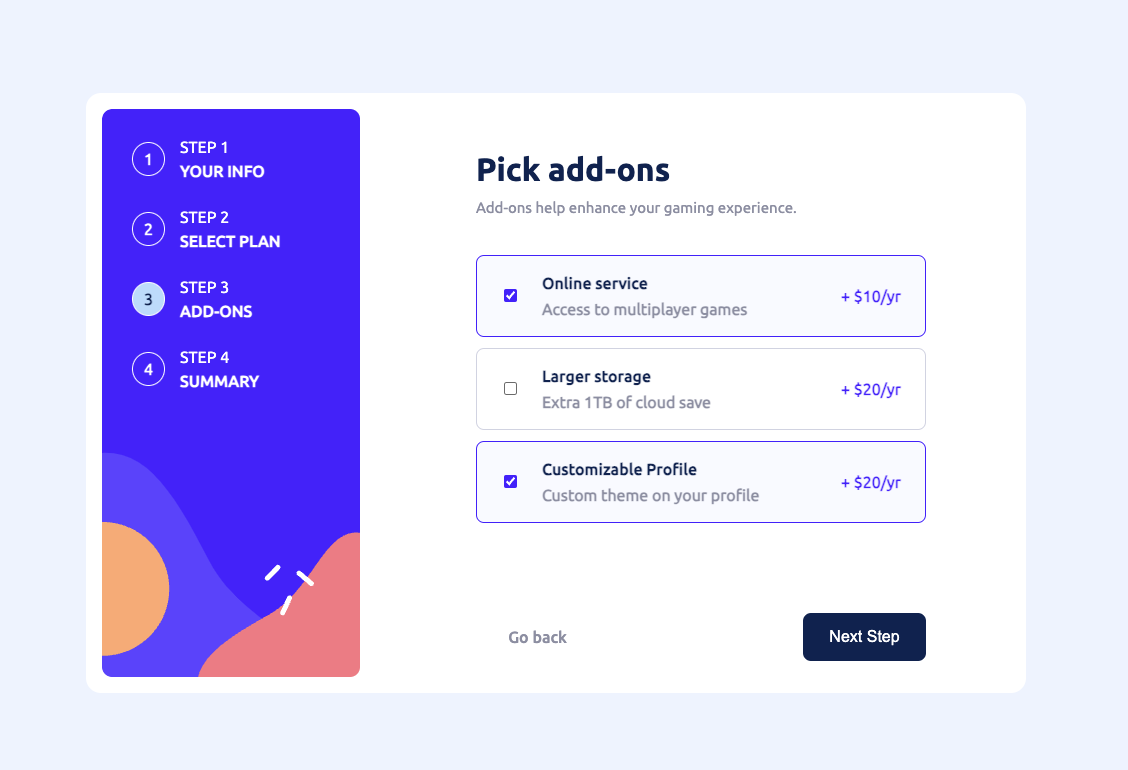 1
STEP 1
YOUR INFO
2
STEP 2
SELECT PLAN
3
STEP 3
ADD-ONS
4
STEP 4
SUMMARY
Pick add-ons
Add-ons help enhance your gaming experience.
Online service
Access to multiplayer games
+ $10/yr
Larger storage
Extra 1TB of cloud save
+ $20/yr
Customizable Profile
Custom theme on your profile
+ $20/yr
Go back
Next Step